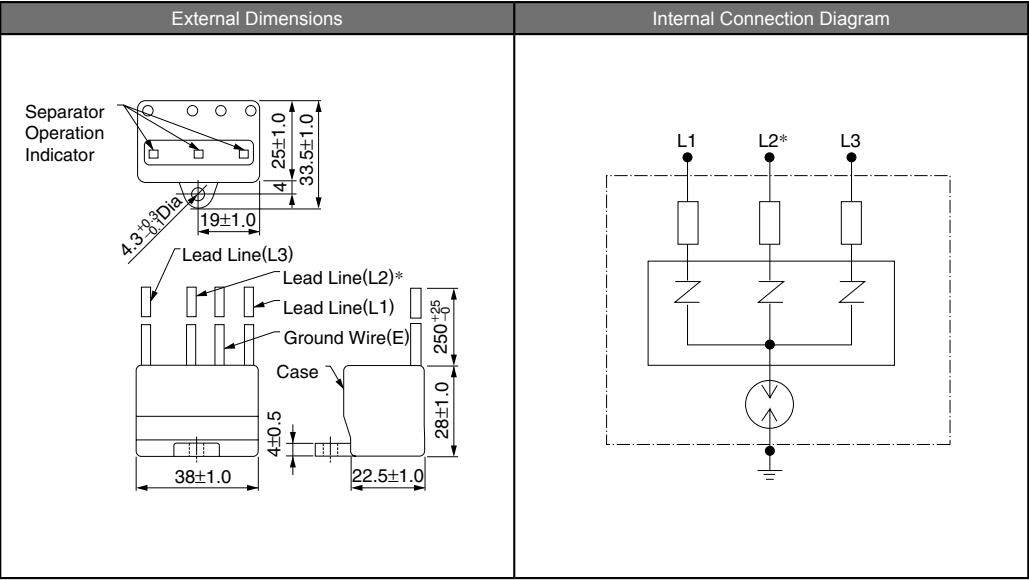 External Dimensions
Internal Connection Diagram
Separator
Operation
Indicator
25±1.0
33.5±1.0
4
4.3+0.3−0.1Dia
19±1.0
Lead Line(L3)
Lead Line(L2)*
Lead Line(L1)
Ground Wire(E)
Case
250+25−0
28±1.0
4±0.5
38±1.0
22.5±1.0
L1
L2*
L3